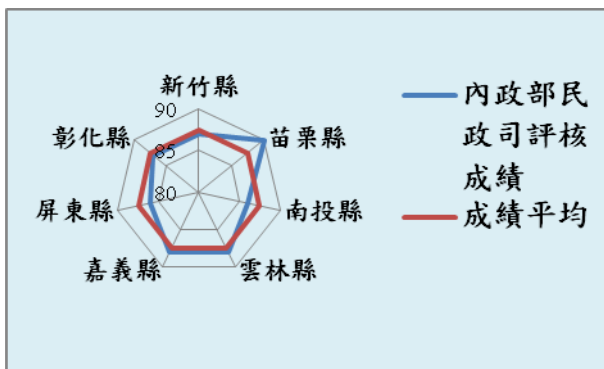 新竹縣
90
85
80
苗栗縣
南投縣
雲林縣
嘉義縣
屏東縣
彰化縣
內政部民
政司評核
成績
成績平均